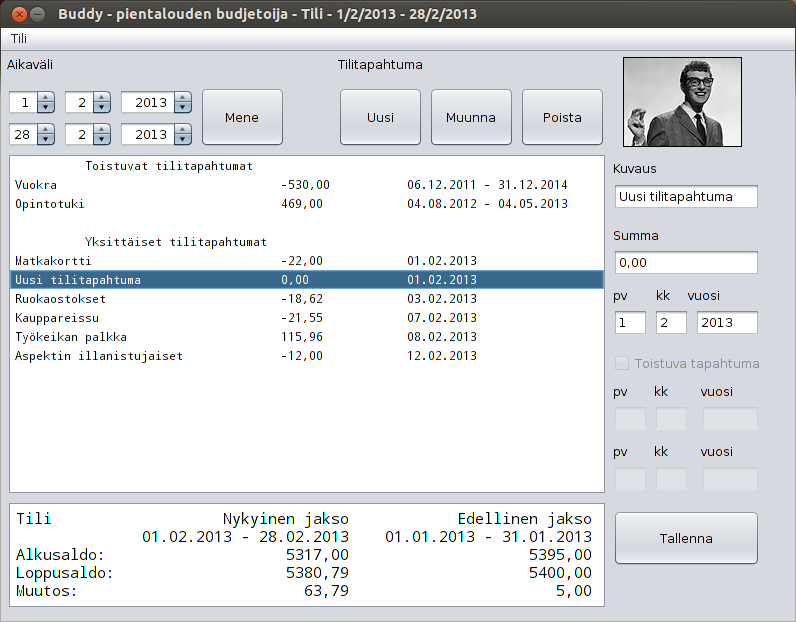 Buddy - pientalouden budjetoija - Tili - 1/2/2013 - 28/2/2013
Tili
Aikaväli
1 2 2013
28 2 2013
Mene
Tilitapahtuma
Uusi Muunna Poista
Toistuvat tilitapahtumat
Vuokra -530,00 06.12.2011 - 31.12.2014
Opintotuki 469,00 04.08.2012 - 04.05.2013
Yksittäiset tilitapahtumat
Matkakortti -22,00 01.02.2013
Uusi tilitapahtuma 0,00 01.02.2013
Ruokaostokset -18,62 03.02.2013
Kauppareissu -21,55 07.02.2013
Työkeikan palkka 115,96 08.02.2013
Aspektin illanistujaiset -12,00 12.02.2013
Kuvaus
Uusi tilitapahtuma
Summa
0,00
pv kk vuosi
1 2 2013
Toistuva tapahtuma
pv kk vuosi
pv kk vuosi
Tallenna
Tili Nykyinen jakso Edellinen jakso
01.02.2013 - 28.02.2013 01.01.2013 - 31.01.2013
Alkusaldo: 5317,00 5395,00
Loppusaldo: 5380,79 5400,00
Muutos: 63,79 5,00